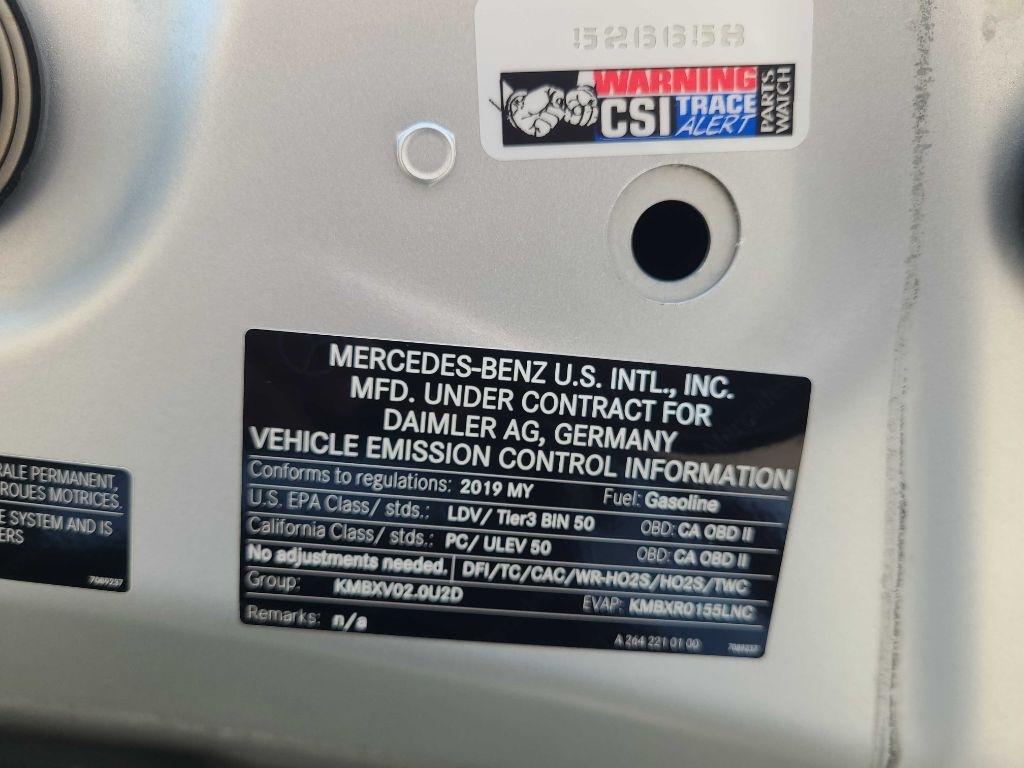 526658
WARNING
CSI TRACE
ALERT
PARTS
WATCH
MERCEDES-BENZ U.S. INTL., INC.
MFD. UNDER CONTRACT FOR
DAIMLER AG, GERMANY
VEHICLE EMISSION CONTROL INFORMATION
Conforms to regulations: 2019 MY Fuel: Gasoline
U.S. EPA Class/ stds.: LDV/ Tier3 BIN 50 OBD: CA OBD II
California Class/ stds.: PC/ ULEV 50 OBD: CA OBD II
No adjustments needed. DFI/TC/CAC/WR-HO2S/HO2S/TWC
Group: KMBXV02.0U2D EVAP: KMBXR0155LNC
Remarks: n/a
A 264 221 01 00 7089237
RALE PERMANENT,
ROUES MOTRICES.
E SYSTEM AND IS
ERS
7089237